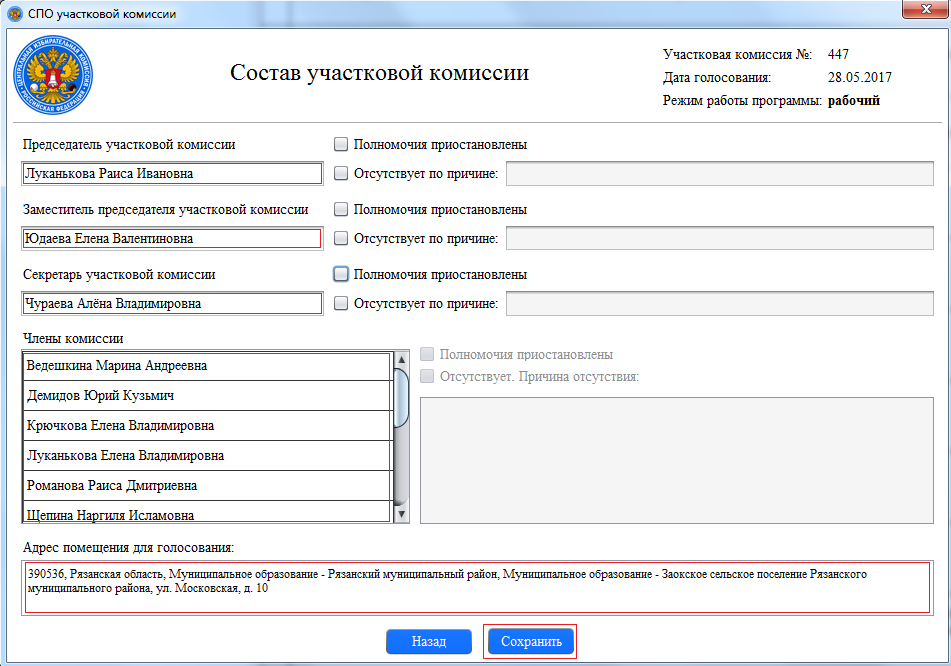 СПО участковой комиссии
ЦЕНТРАЛЬНАЯ ИЗБИРАТЕЛЬНАЯ КОМИССИЯ
РОССИЙСКАЯ ФЕДЕРАЦИЯ
Состав участковой комиссии
Участковая комиссия №: 447
Дата голосования: 28.05.2017
Режим работы программы: рабочий
Председатель участковой комиссии Полномочия приостановлены
Луканькова Раиса Ивановна Отсутствует по причине:
Заместитель председателя участковой комиссии Полномочия приостановлены
Юдаева Елена Валентиновна Отсутствует по причине:
Секретарь участковой комиссии Полномочия приостановлены
Чураева Алёна Владимировна Отсутствует по причине:
Члены комиссии
Ведешкина Марина Андреевна
Демидов Юрий Кузьмич
Крючкова Елена Владимировна
Луканькова Елена Владимировна
Романова Раиса Дмитриевна
Щепина Наргиля Исламовна
Полномочия приостановлены
Отсутствует. Причина отсутствия:
Адрес помещения для голосования:
390536, Рязанская область, Муниципальное образование - Рязанский муниципальный район, Муниципальное образование - Заокское сельское поселение Рязанского
муниципального района, ул. Московская, д. 10
Назад Сохранить